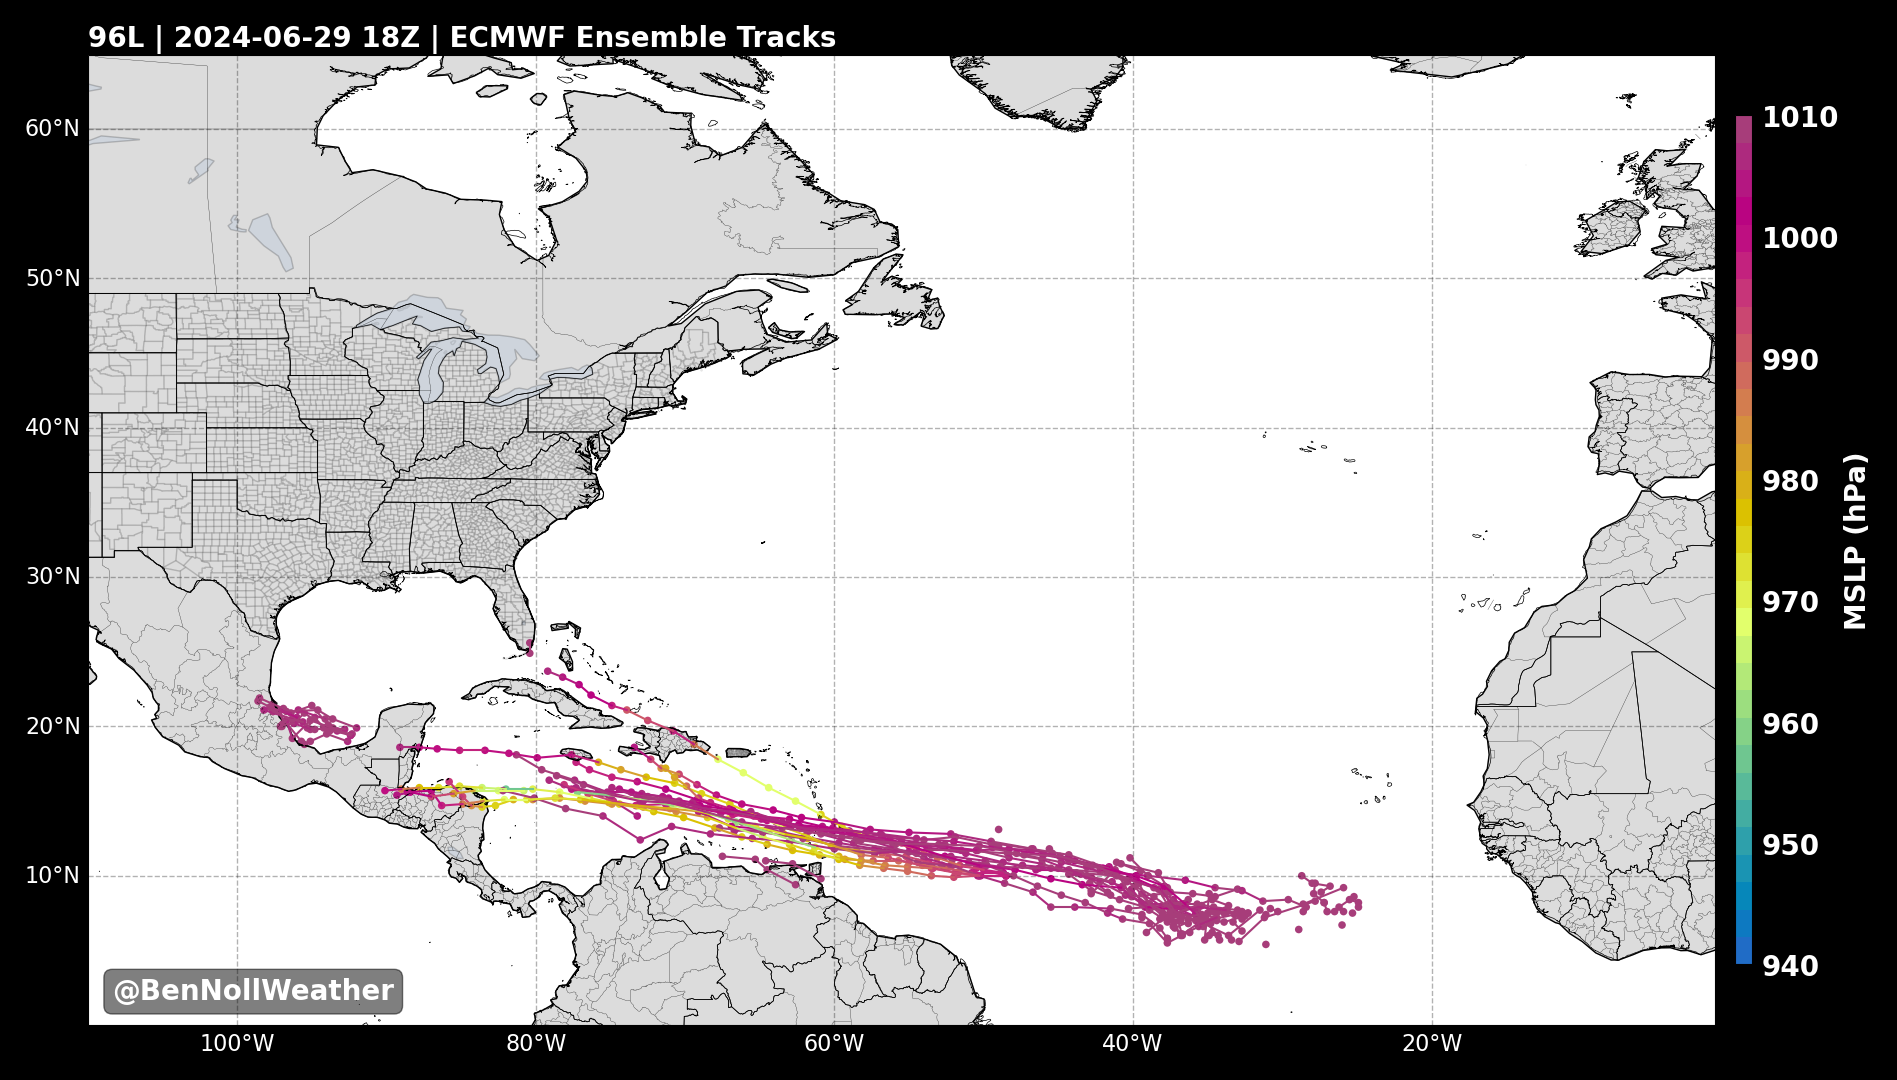 96L | 2024-06-29 18Z | ECMWF Ensemble Tracks
60°N
50°N
40°N
30°N
20°N
10°N
100°W
80°W
60°W
40°W
20°W
1010
1000
990
980
970
960
950
940
MSLP (hPa)
@BenNollWeather